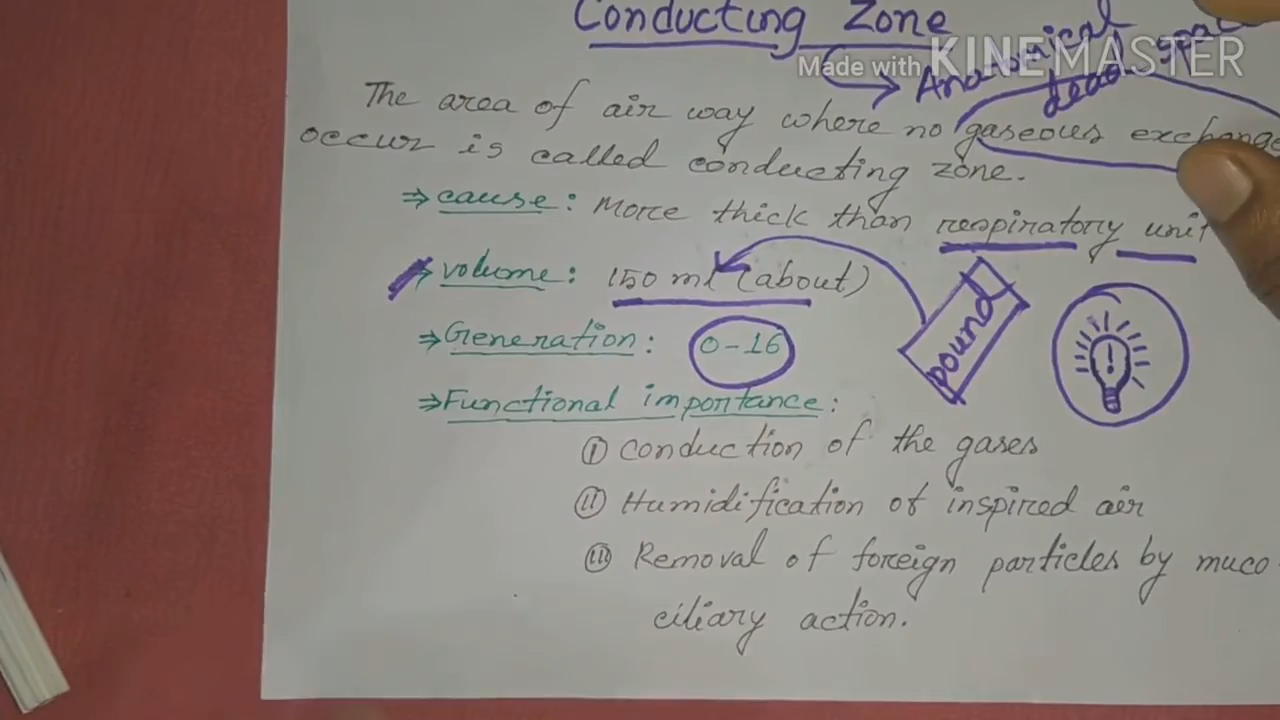 Conducting Zone
Made with KINEMASTER
Anatomical
dead space
The area of air way where no gaseous exchange
occur is called conducting zone.
⇒ cause: More thick than respiratory unit
⇒ volume: 150 ml (about)
pound
⇒ Generation: 0-16
⇒ Functional importance:
(i) conduction of the gases
(ii) Humidification of inspired air
(iii) Removal of foreign particles by muco
ciliary action.